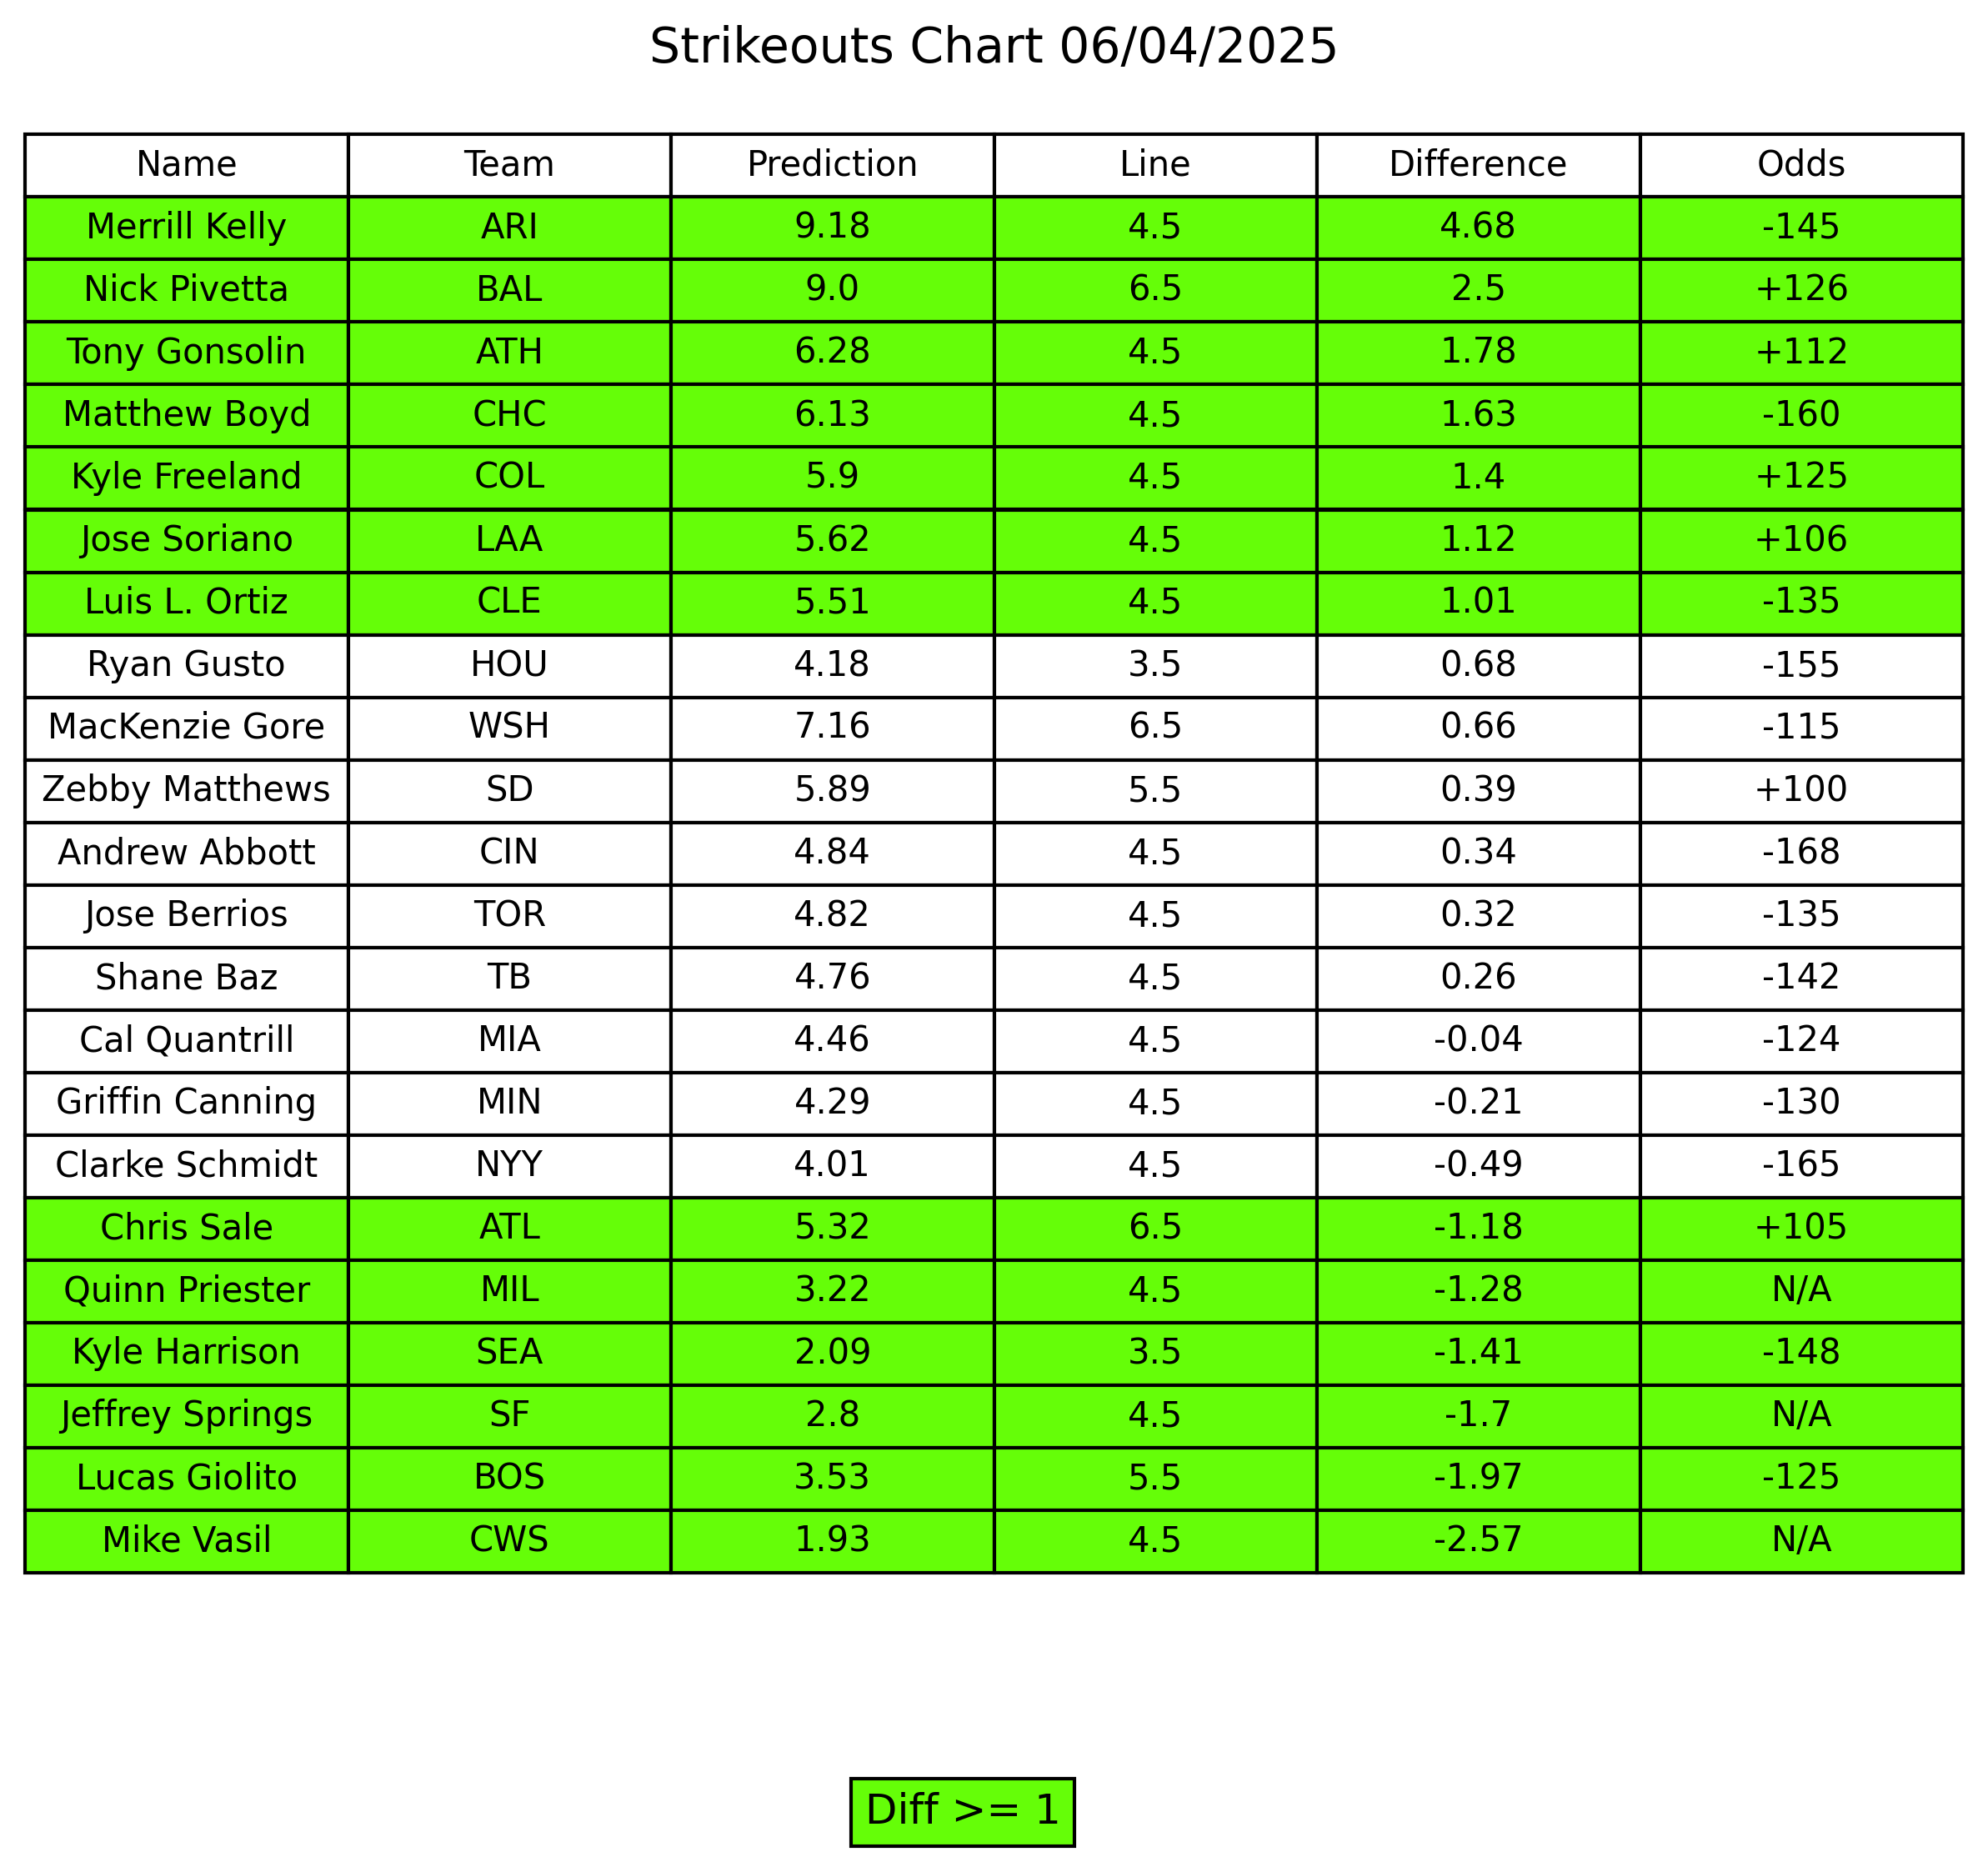 Strikeouts Chart 06/04/2025
Name Team Prediction Line Difference Odds
Merrill Kelly ARI 9.18 4.5 4.68 -145
Nick Pivetta BAL 9.0 6.5 2.5 +126
Tony Gonsolin ATH 6.28 4.5 1.78 +112
Matthew Boyd CHC 6.13 4.5 1.63 -160
Kyle Freeland COL 5.9 4.5 1.4 +125
Jose Soriano LAA 5.62 4.5 1.12 +106
Luis L. Ortiz CLE 5.51 4.5 1.01 -135
Ryan Gusto HOU 4.18 3.5 0.68 -155
MacKenzie Gore WSH 7.16 6.5 0.66 -115
Zebby Matthews SD 5.89 5.5 0.39 +100
Andrew Abbott CIN 4.84 4.5 0.34 -168
Jose Berrios TOR 4.82 4.5 0.32 -135
Shane Baz TB 4.76 4.5 0.26 -142
Cal Quantrill MIA 4.46 4.5 -0.04 -124
Griffin Canning MIN 4.29 4.5 -0.21 -130
Clarke Schmidt NYY 4.01 4.5 -0.49 -165
Chris Sale ATL 5.32 6.5 -1.18 +105
Quinn Priester MIL 3.22 4.5 -1.28 N/A
Kyle Harrison SEA 2.09 3.5 -1.41 -148
Jeffrey Springs SF 2.8 4.5 -1.7 N/A
Lucas Giolito BOS 3.53 5.5 -1.97 -125
Mike Vasil CWS 1.93 4.5 -2.57 N/A
Diff >= 1